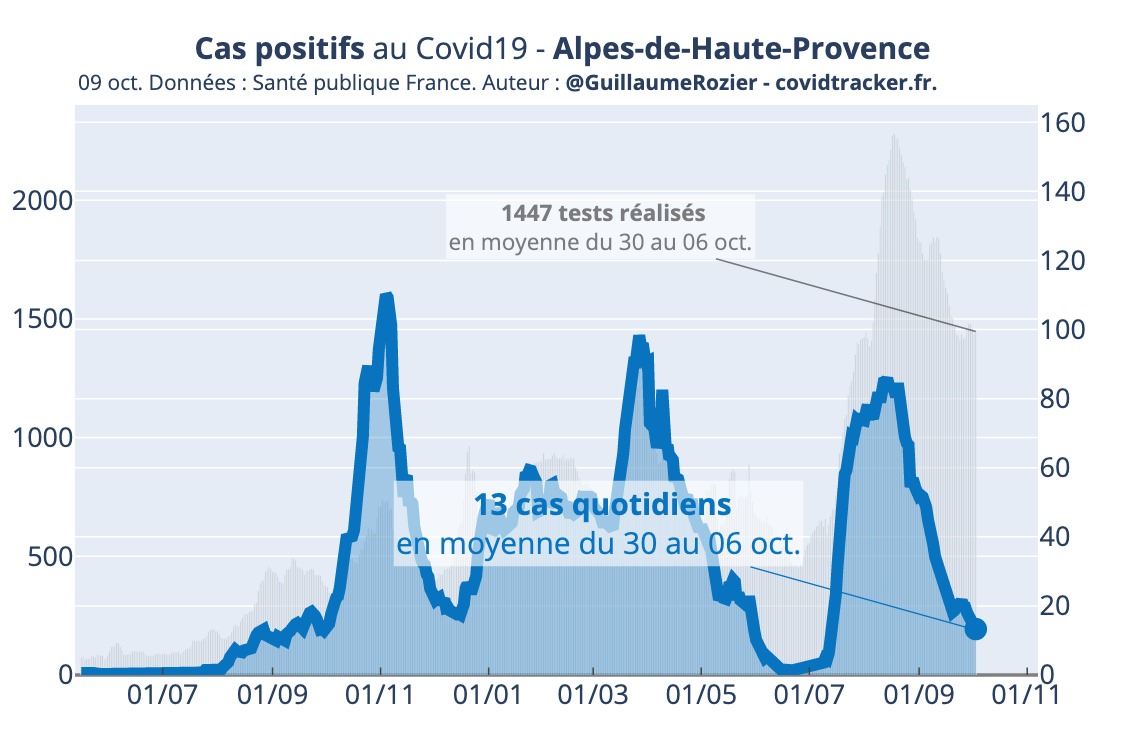 Cas positifs au Covid19 - Alpes-de-Haute-Provence
09 oct. Données : Santé publique France. Auteur : @GuillaumeRozier - covidtracker.fr.
160
2000
140
1447 tests réalisés
en moyenne du 30 au 06 oct.
120
1500
100
80
1000
60
13 cas quotidiens
en moyenne du 30 au 06 oct.
500
40
20
0
0
01/07 01/09 01/11 01/01 01/03 01/05 01/07 01/09 01/11